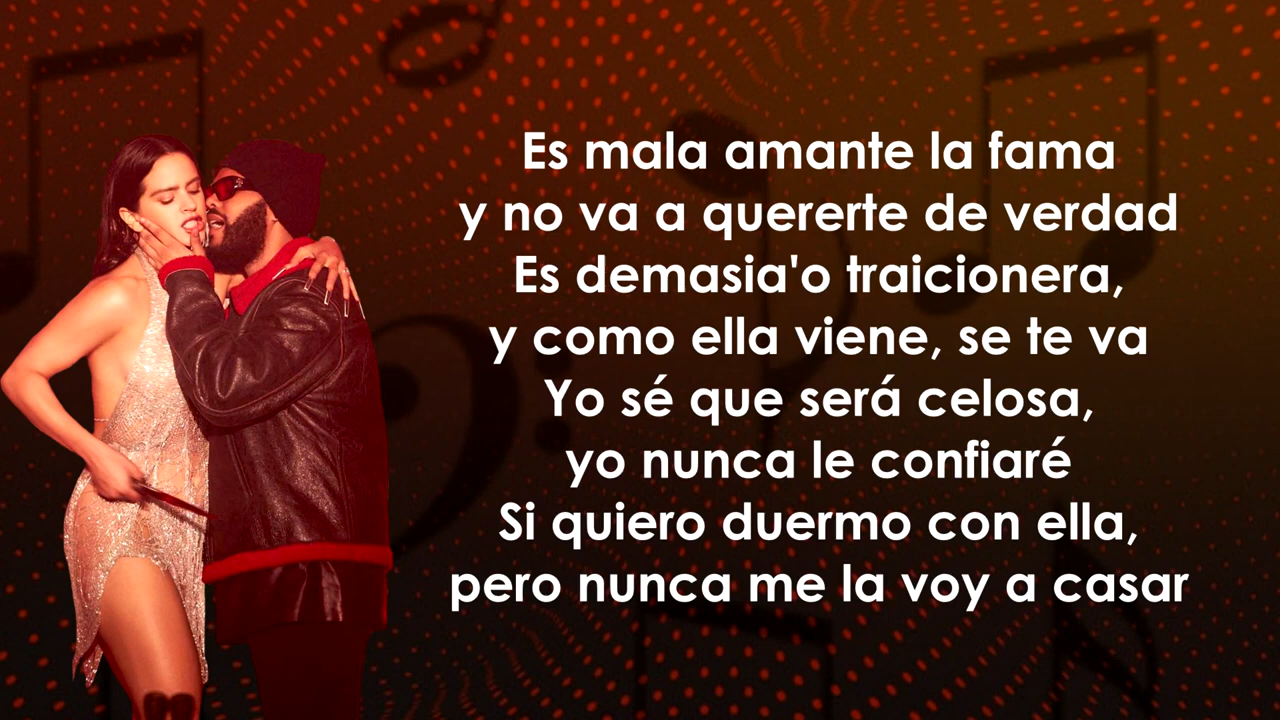 Es mala amante la fama
y no va a quererte de verdad
Es demasia'o traicionera,
y como ella viene, se te va
Yo sé que será celosa,
yo nunca le confiaré
Si quiero duermo con ella,
pero nunca me la voy a casar